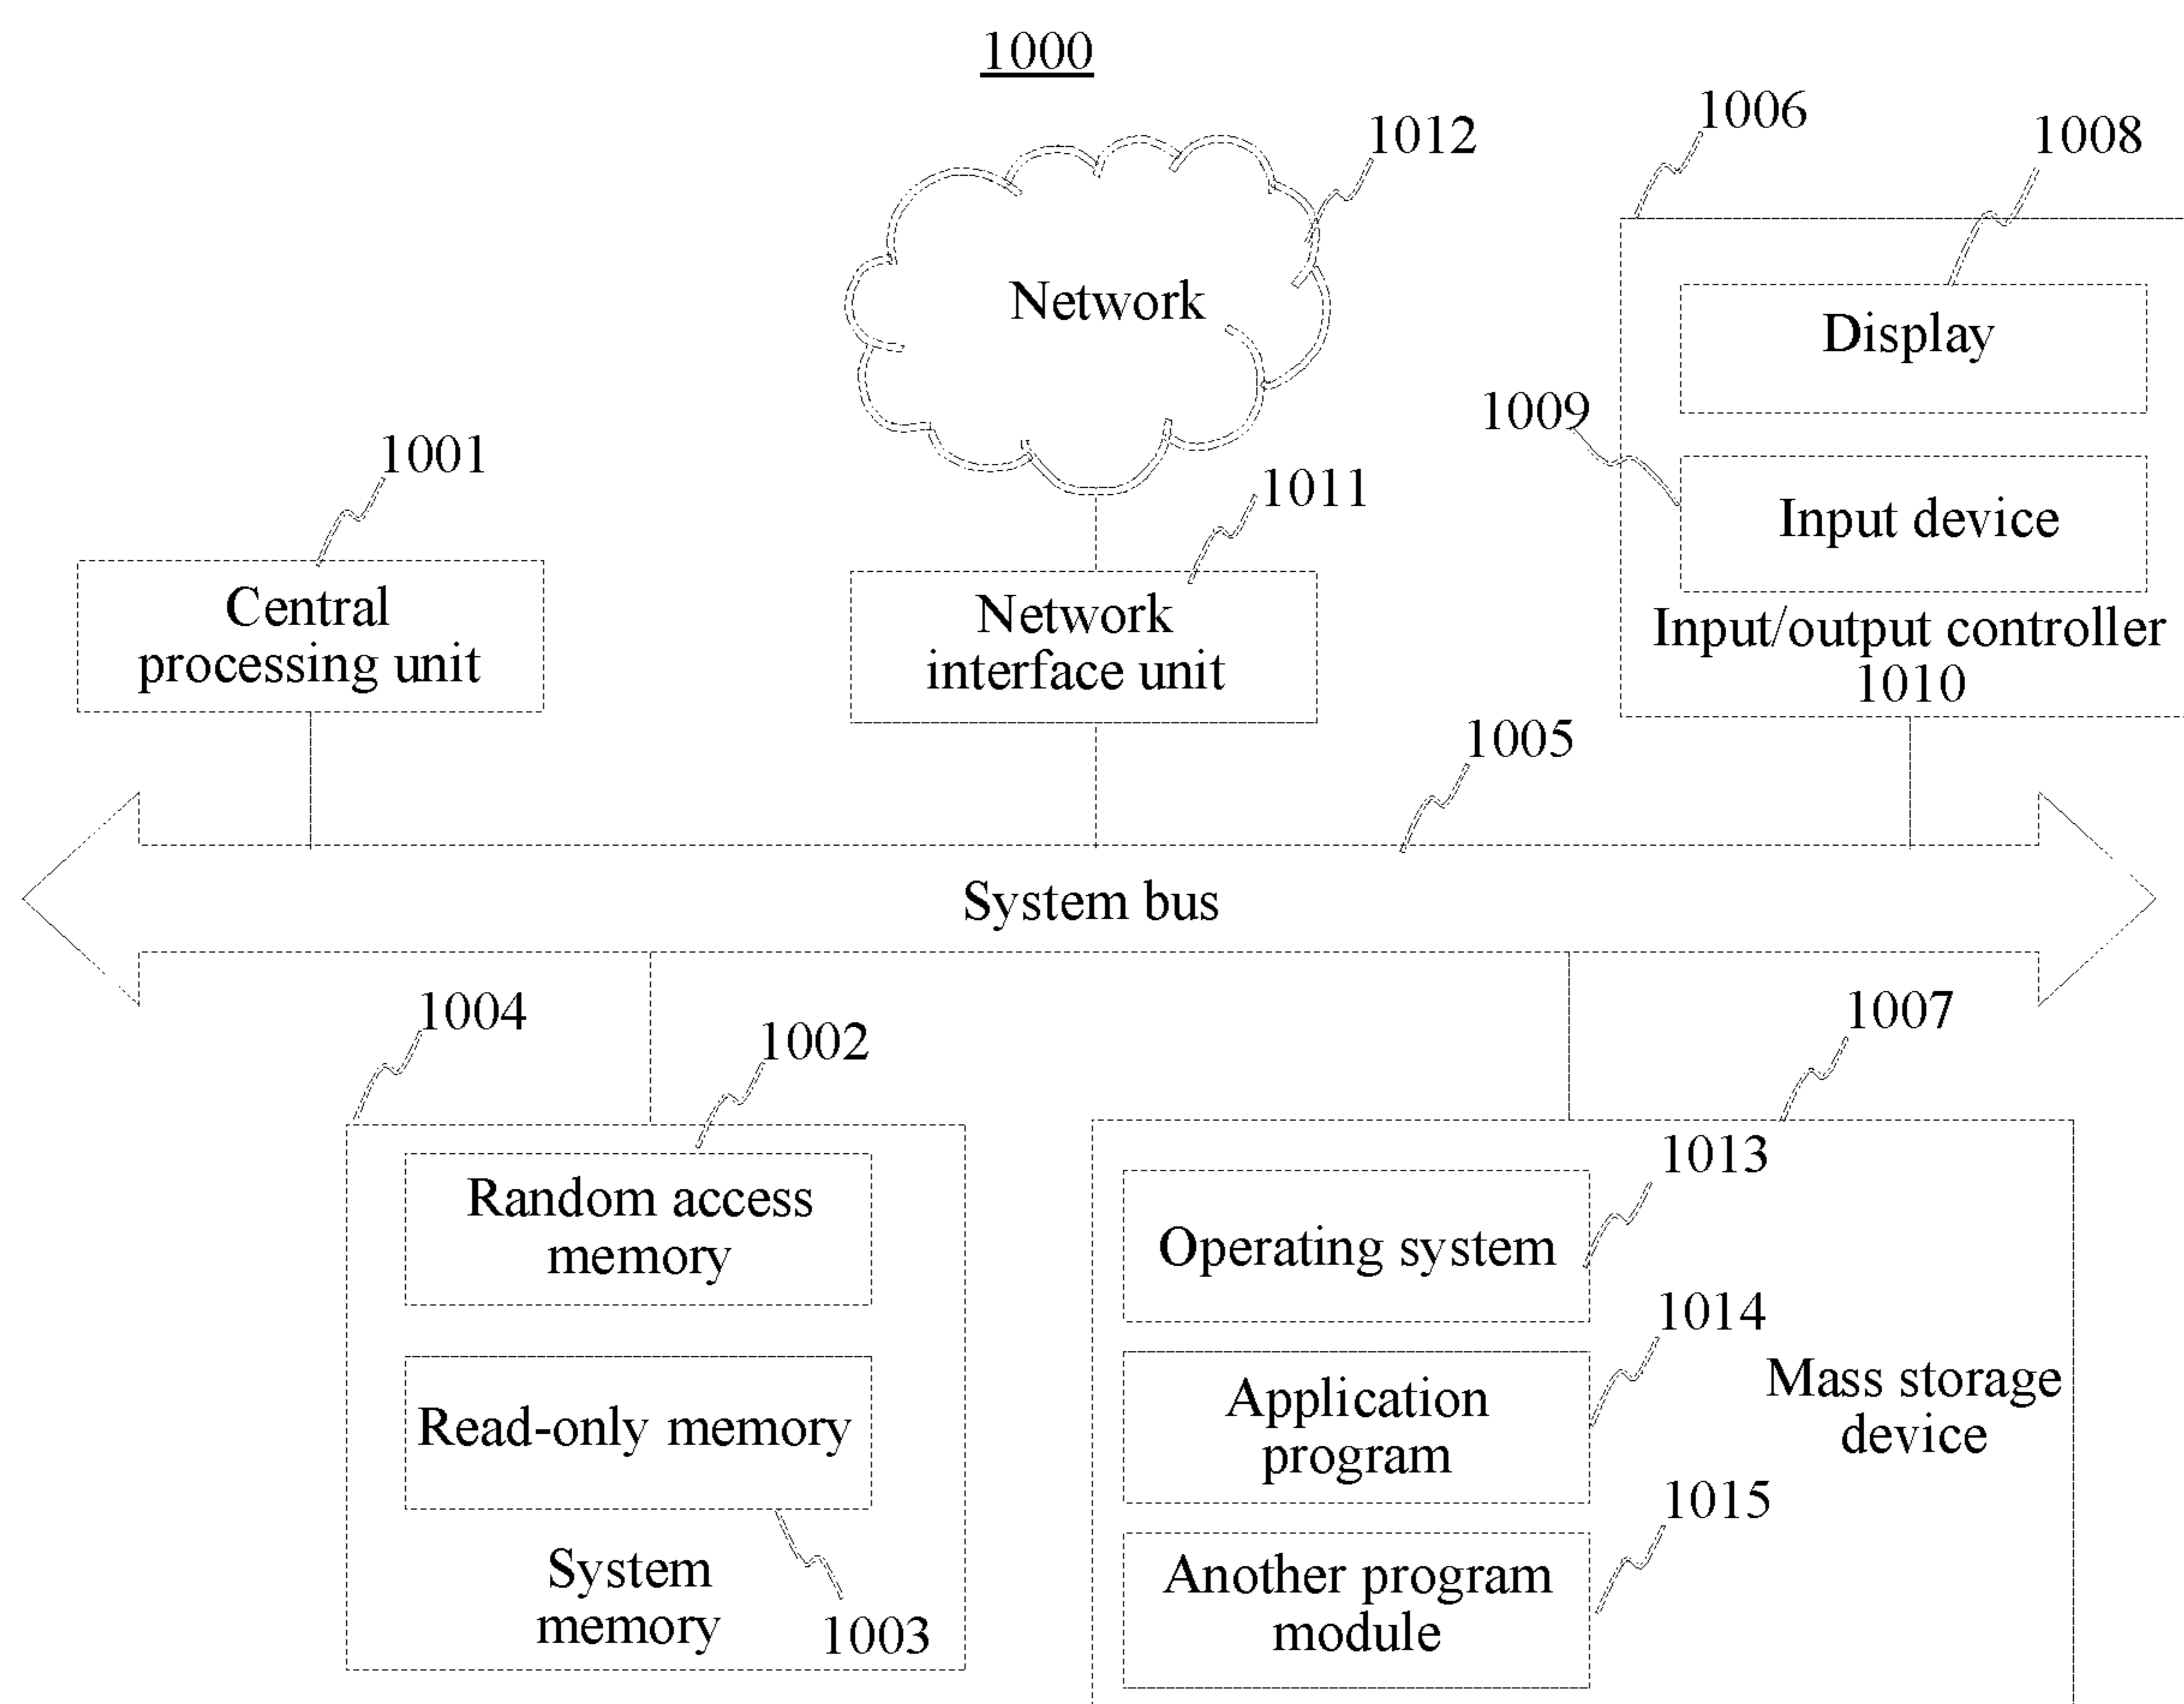 1000
1012
1006
1008
Network
Display
1009
Input device
Input/output controller
1010
1001
1011
Central
processing unit
Network
interface unit
1005
System bus
1004
1002
1007
Random access
memory
Read-only memory
System
memory
1003
1013
Operating system
1014
Application
program
Mass storage
device
1015
Another program
module